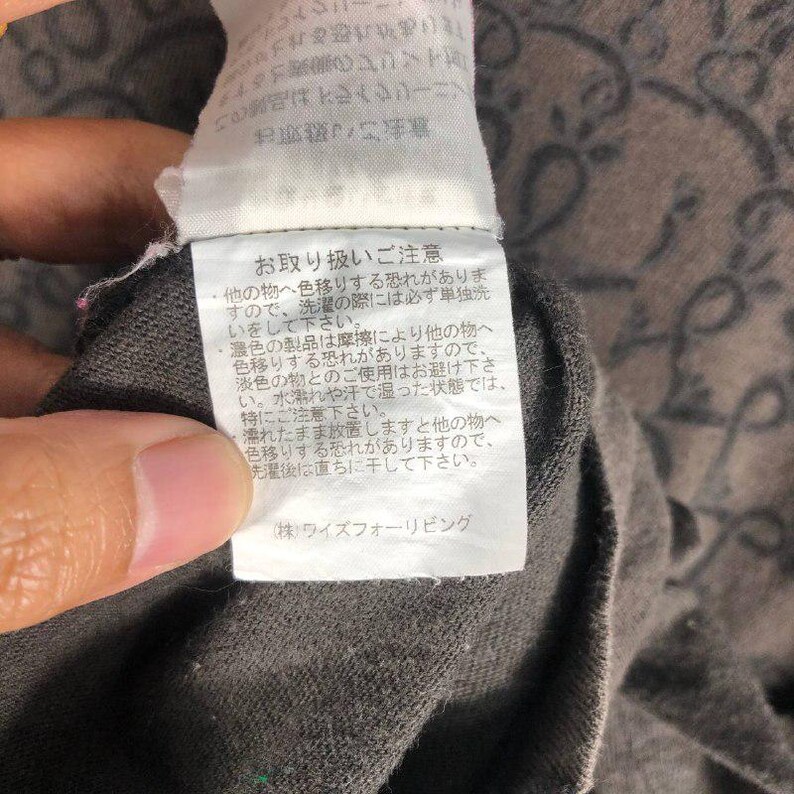 お取り扱いご注意
・他の物へ色移りする恐れがありま
すので、洗濯の際には必ず単独洗
いをして下さい。
・濃色の製品は摩擦により他の物へ
色移りする恐れがありますので、
淡色の物とのご使用はお避け下さ
い。水濡れや汗で湿った状態では、
特にご注意下さい。
・濡れたまま放置しますと他の物へ
色移りする恐れがありますので、
洗濯後は直ちに干して下さい。
(株)ワイズフォーリビング